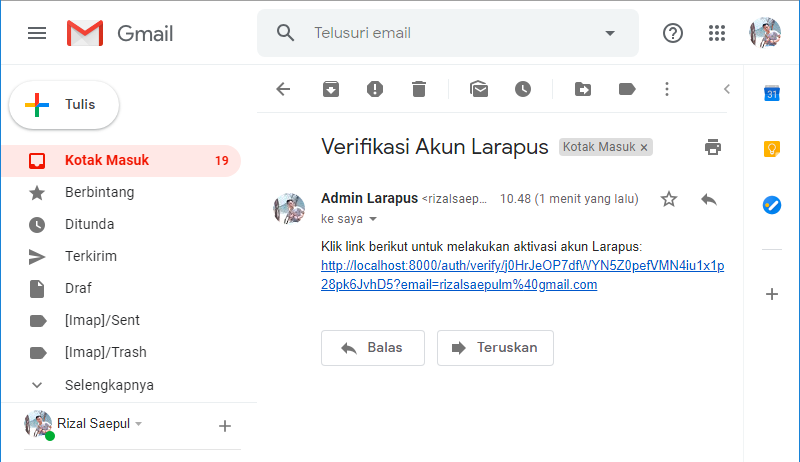 Gmail
Telusuri email
Tulis
Kotak Masuk 19
Berbintang
Ditunda
Terkirim
Draf
[Imap]/Sent
[Imap]/Trash
Selengkapnya
Rizal Saepul
31
Verifikasi Akun Larapus Kotak Masuk ×
Admin Larapus <rizalsaep... 10.48 (1 menit yang lalu)
ke saya
Klik link berikut untuk melakukan aktivasi akun Larapus:
http://localhost:8000/auth/verify/j0HrJeOP7dfWYN5Z0pefVMN4iu1x1p
28pk6JvhD5?email=rizalsaepulm%40gmail.com
Balas
Teruskan